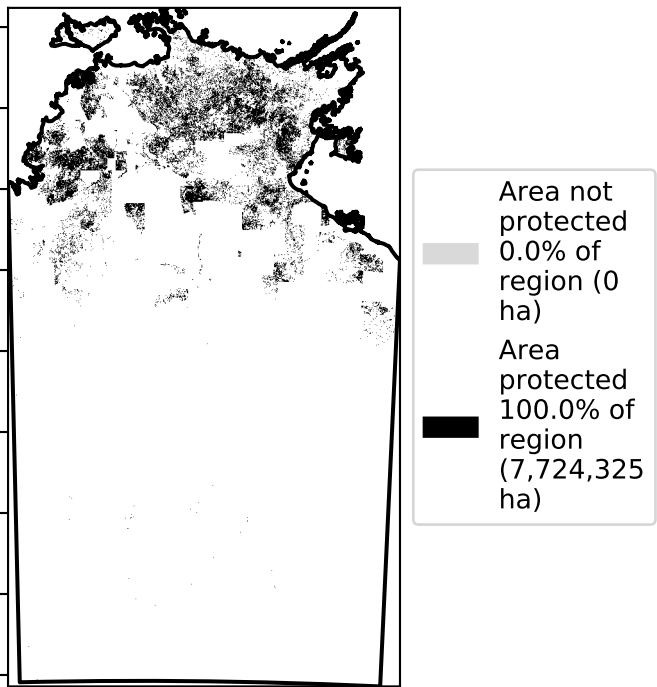 Area not
protected
0.0% of
region (0
ha)
Area
protected
100.0% of
region
(7,724,325
ha)